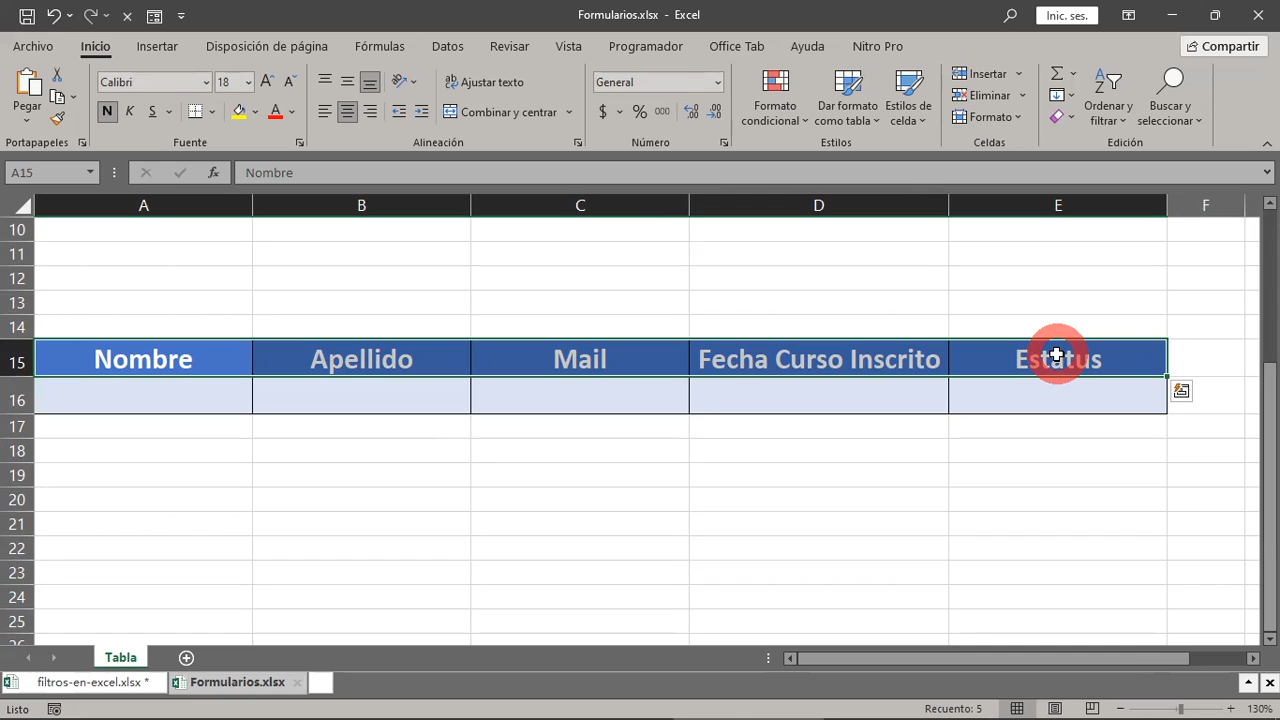 Formularios.xlsx - Excel
Inic. ses.
Archivo Inicio Insertar Disposición de página Fórmulas Datos Revisar Vista Programador Office Tab Ayuda Nitro Pro
Compartir
Pegar
Calibri 18
N K S
Ajustar texto
Combinar y centrar
General
$ % 000
Formato condicional
Dar formato como tabla
Estilos de celda
Insertar
Eliminar
Formato
Ordenar y filtrar
Buscar y seleccionar
Portapapeles Fuente Alineación Número Estilos Celdas Edición
A15 fx Nombre
A B C D E F
10
11
12
13
14
15 Nombre Apellido Mail Fecha Curso Inscrito Estatus
16
17
18
19
20
21
22
23
24
25
26
Tabla
filtros-en-excel.xlsx * Formularios.xlsx
Listo Recuento: 5 130%